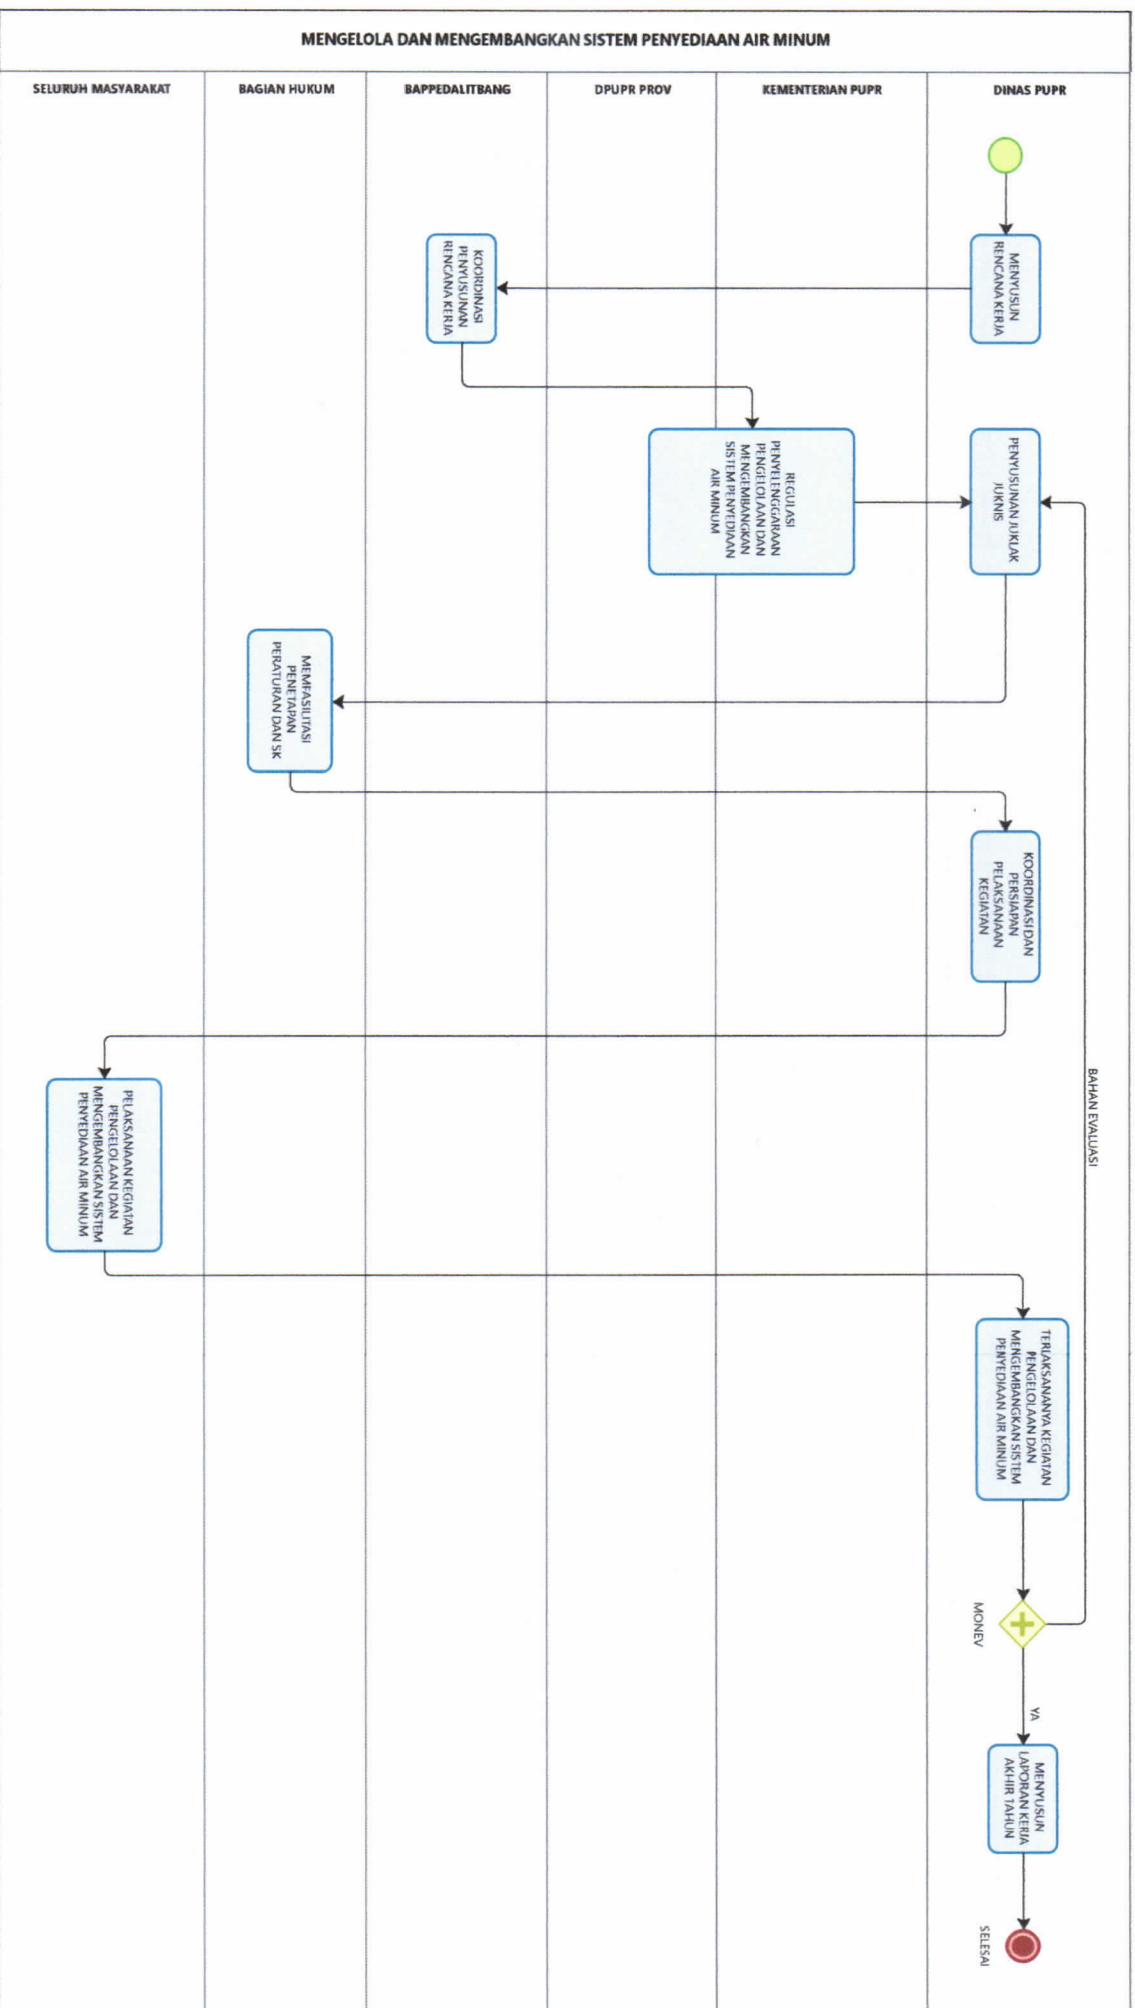 MENGELOLA DAN MENGEMBANGKAN SISTEM PENYEDIAAN AIR MINUM
SELURUH MASYARAKAT
BAGIAN HUKUM
BAPPEDALITBANG
DPUPR PROV
KEMENTERIAN PUPR
DINAS PUPR
MENYUSUN
RENCANA KERJA
KOORDINASI
PENYUSUNAN
RENCANA KERJA
REGULASI
PENYELENGGARAAN
PENGELOLAAN DAN
MENGEMBANGKAN
SISTEM PENYEDIAAN
AIR MINUM
PENYUSUNAN JUKLAK
JUKNIS
MEMFASILITASI
PENETAPAN
PERATURAN DAN SK
KOORDINASI DAN
PERSIAPAN
PELAKSANAAN
KEGIATAN
PELAKSANAAN KEGIATAN
PENGELOLAAN DAN
MENGEMBANGKAN SISTEM
PENYEDIAAN AIR MINUM
BAHAN EVALUASI
TERLAKSANANYA KEGIATAN
PENGELOLAAN DAN
MENGEMBANGKAN SISTEM
PENYEDIAAN AIR MINUM
MONEV
YA
MENYUSUN
LAPORAN KERJA
AKHIR TAHUN
SELESAI